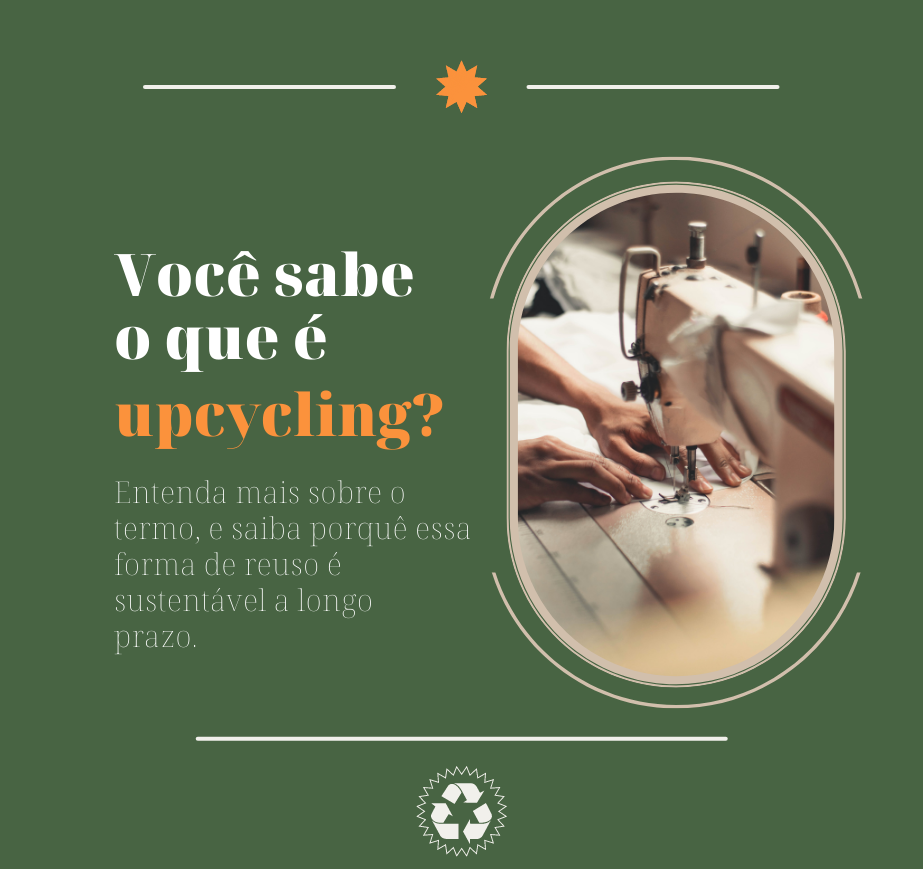 Você sabe
o que é
upcycling?
Entenda mais sobre o
termo, e saiba porquê essa
forma de reuso é
sustentável a longo
prazo.